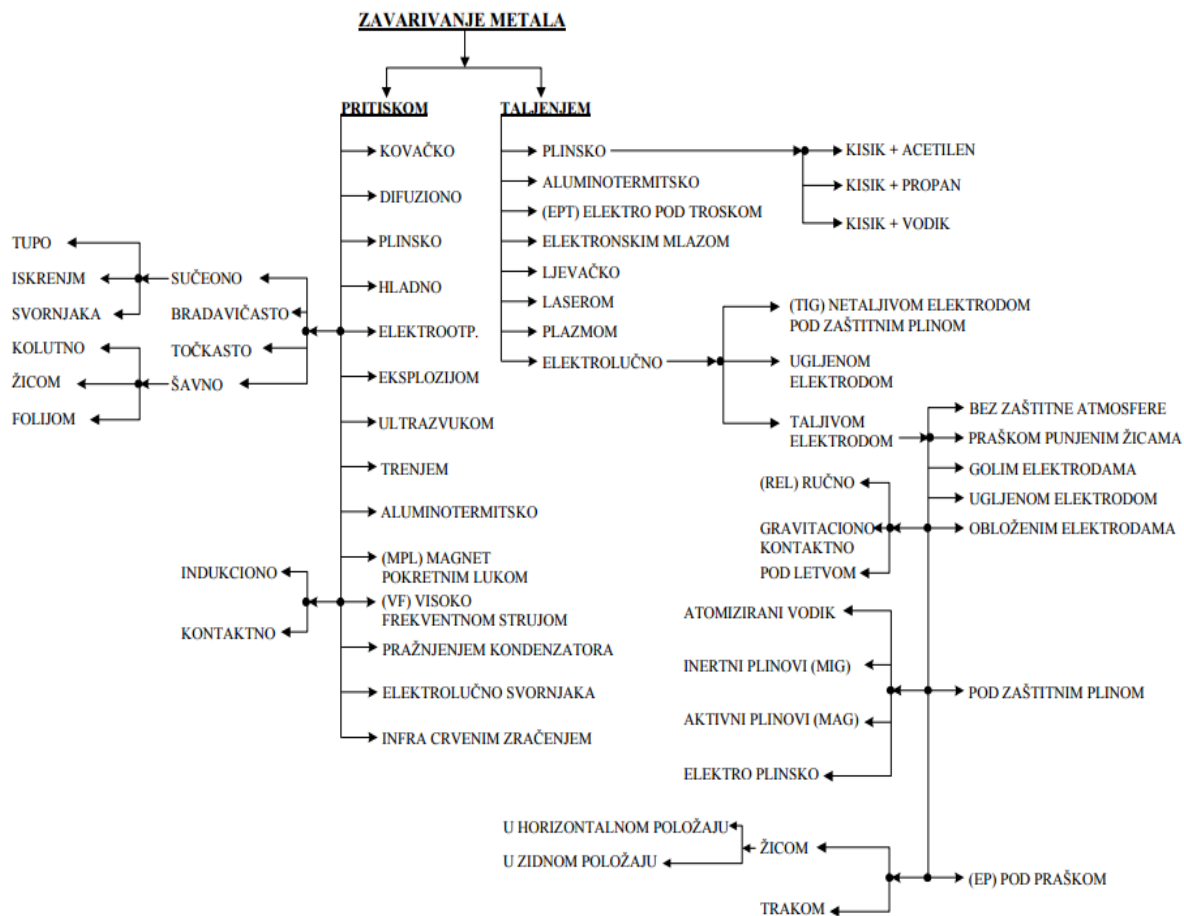 ZAVARIVANJE METALA
PRITISKOM
KOVAČKO
DIFUZIONO
PLINSKO
HLADNO
ELEKTROOTP.
EKSPLOZIJOM
ULTRAZVUKOM
TRENJEM
ALUMINOTERMITSKO
(MPL) MAGNET
POKRETNIM LUKOM
(VF) VISOKO
FREKVENTNOM STRUJOM
PRAŽNJENJEM KONDENZATORA
ELEKTROLUČNO SVORNJAKA
INFRA CRVENIM ZRAČENJEM
SUČEONO
BRADAVIČASTO
TOČKASTO
ŠAVNO
TUPO
ISKRENJM
SVORNJAKA
KOLUTNO
ŽICOM
FOLIJOM
INDUKCIONO
KONTAKTNO
TALJENJEM
PLINSKO
ALUMINOTERMITSKO
(EPT) ELEKTRO POD TROSKOM
ELEKTRONSKIM MLAZOM
LJEVAČKO
LASEROM
PLAZMOM
ELEKTROLUČNO
KISIK + ACETILEN
KISIK + PROPAN
KISIK + VODIK
(TIG) NETALJIVOM ELEKTRODOM
POD ZAŠTITNIM PLINOM
UGLJENOM
ELEKTRODOM
TALJIVOM
ELEKTRODOM
BEZ ZAŠTITNE ATMOSFERE
PRAŠKOM PUNJENIM ŽICAMA
GOLIM ELEKTRODAMA
UGLJENOM ELEKTRODOM
OBLOŽENIM ELEKTRODAMA
(REL) RUČNO
GRAVITACIONO
KONTAKTNO
POD LETVOM
POD ZAŠTITNIM PLINOM
ATOMIZIRANI VODIK
INERTNI PLINOVI (MIG)
AKTIVNI PLINOVI (MAG)
ELEKTRO PLINSKO
(EP) POD PRAŠKOM
ŽICOM
TRAKOM
U HORIZONTALNOM POLOŽAJU
U ZIDNOM POLOŽAJU